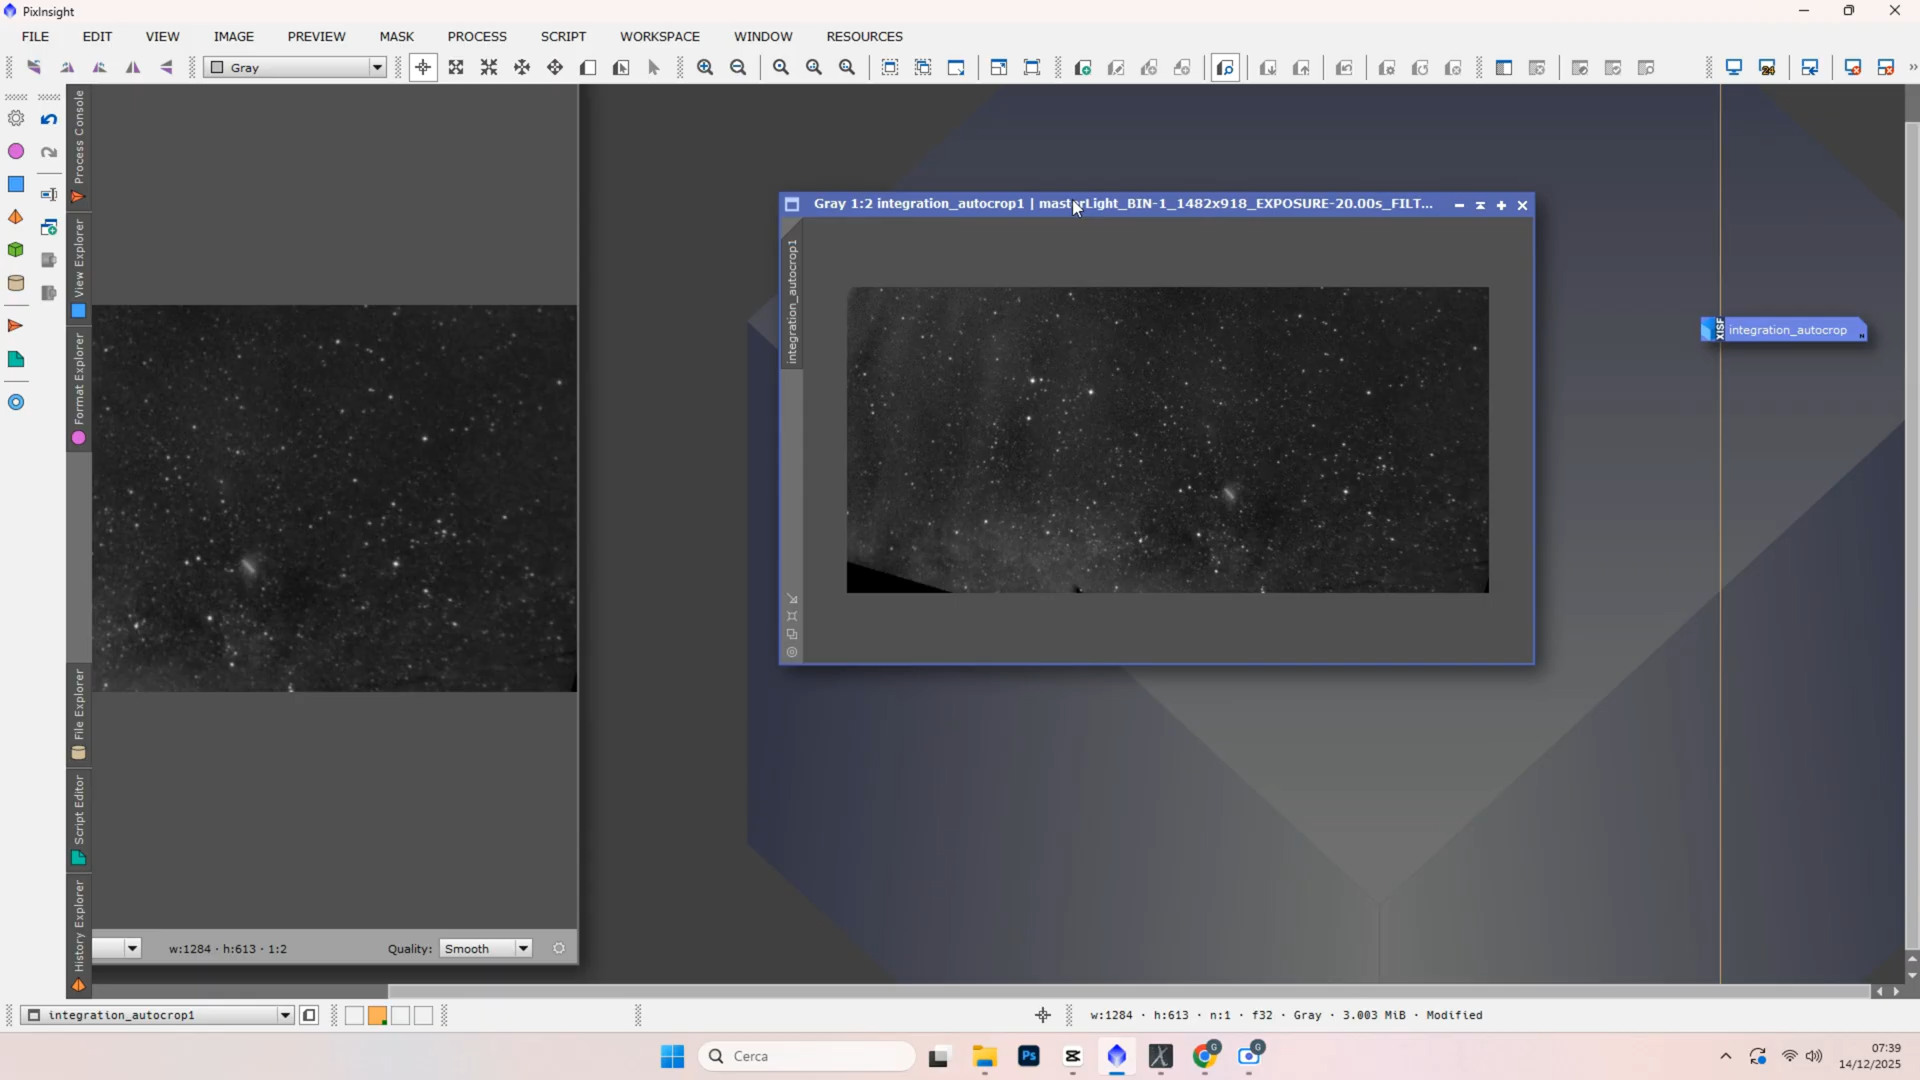 PixInsight
FILE EDIT VIEW IMAGE PREVIEW MASK PROCESS SCRIPT WORKSPACE WINDOW RESOURCES
Gray
24
Process Console
View Explorer
Format Explorer
File Explorer
Script Editor
History Explorer
Gray 1:2 integration_autocrop1 | masterLight_BIN-1_1482x918_EXPOSURE-20.00s_FILT...
integration_autocrop1
XISF integration_autocrop
w:1284 · h:613 · 1:2 Quality: Smooth
integration_autocrop1
w:1284 · h:613 · n:1 · f32 · Gray · 3.003 MiB · Modified
Cerca
Ps
G
G
07:39
14/12/2025